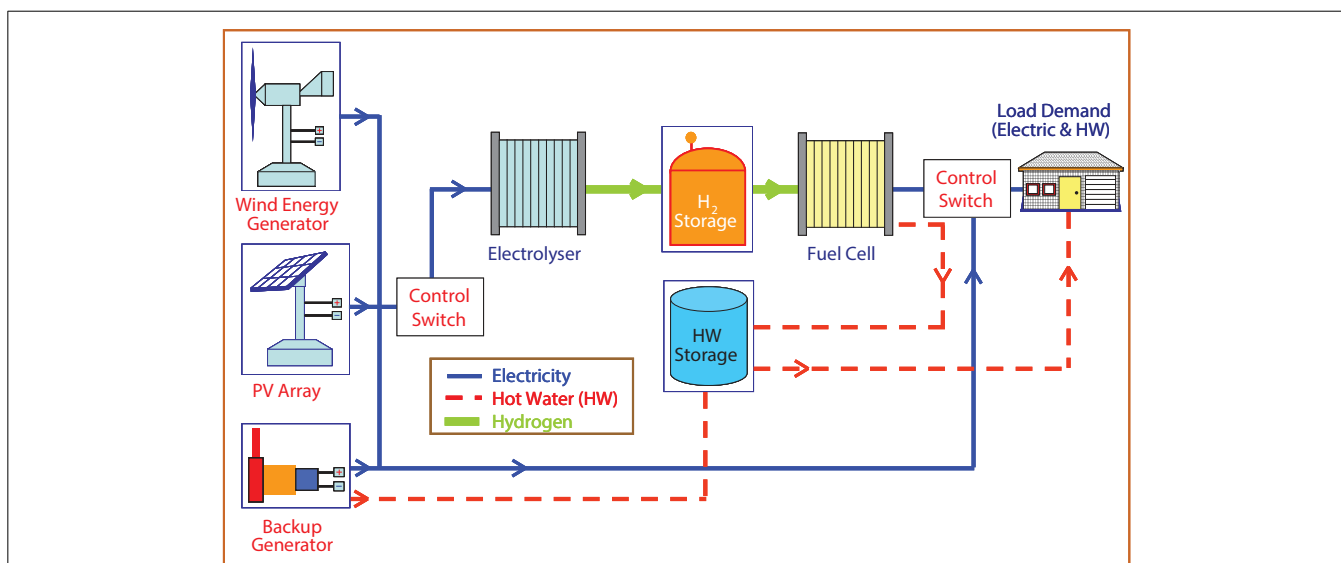 Wind Energy
Generator
PV Array
Backup
Generator
Control
Switch
Electrolyser
H2
Storage
Fuel Cell
HW
Storage
Control
Switch
Load Demand
(Electric & HW)
Electricity
Hot Water (HW)
Hydrogen
+
−
+
−
+
−